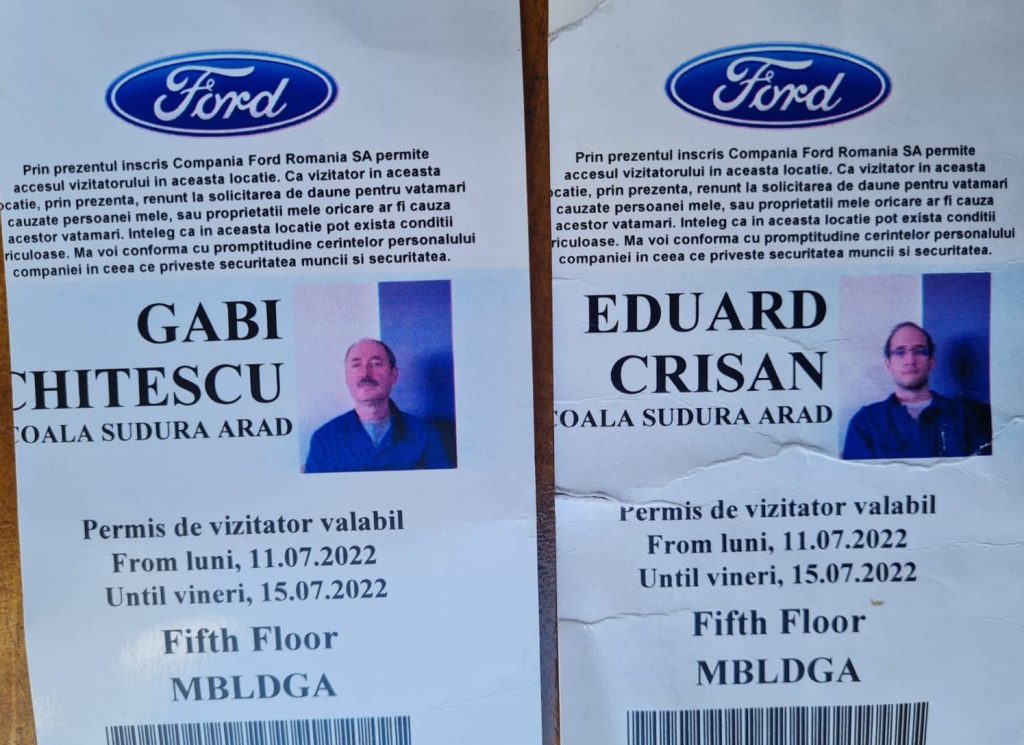 Ford
Prin prezentul inscris Compania Ford Romania SA permite
accesul vizitatorului in aceasta locatie. Ca vizitator in aceasta
ocatie, prin prezenta, renunt la solicitarea de daune pentru vatamari
cauzate persoanei mele, sau proprietatii mele oricare ar fi cauza
acestor vatamari. Inteleg ca in aceasta locatie pot exista conditii
riculoase. Ma voi conforma cu promptitudine cerintelor personalului
companiei in ceea ce priveste securitatea muncii si securitatea.
GABI
CHITESCU
COALA SUDURA ARAD
Permis de vizitator valabil
From luni, 11.07.2022
Until vineri, 15.07.2022
Fifth Floor
MBLDGA
Ford
Prin prezentul inscris Compania Ford Romania SA permite
accesul vizitatorului in aceasta locatie. Ca vizitator in aceasta
ocatie, prin prezenta, renunt la solicitarea de daune pentru vatamari
cauzate persoanei mele, sau proprietatii mele oricare ar fi cauza
acestor vatamari. Inteleg ca in aceasta locatie pot exista conditii
riculoase. Ma voi conforma cu promptitudine cerintelor personalului
companiei in ceea ce priveste securitatea muncii si securitatea.
EDUARD
CRISAN
COALA SUDURA ARAD
Permis de vizitator valabil
From luni, 11.07.2022
Until vineri, 15.07.2022
Fifth Floor
MBLDGA